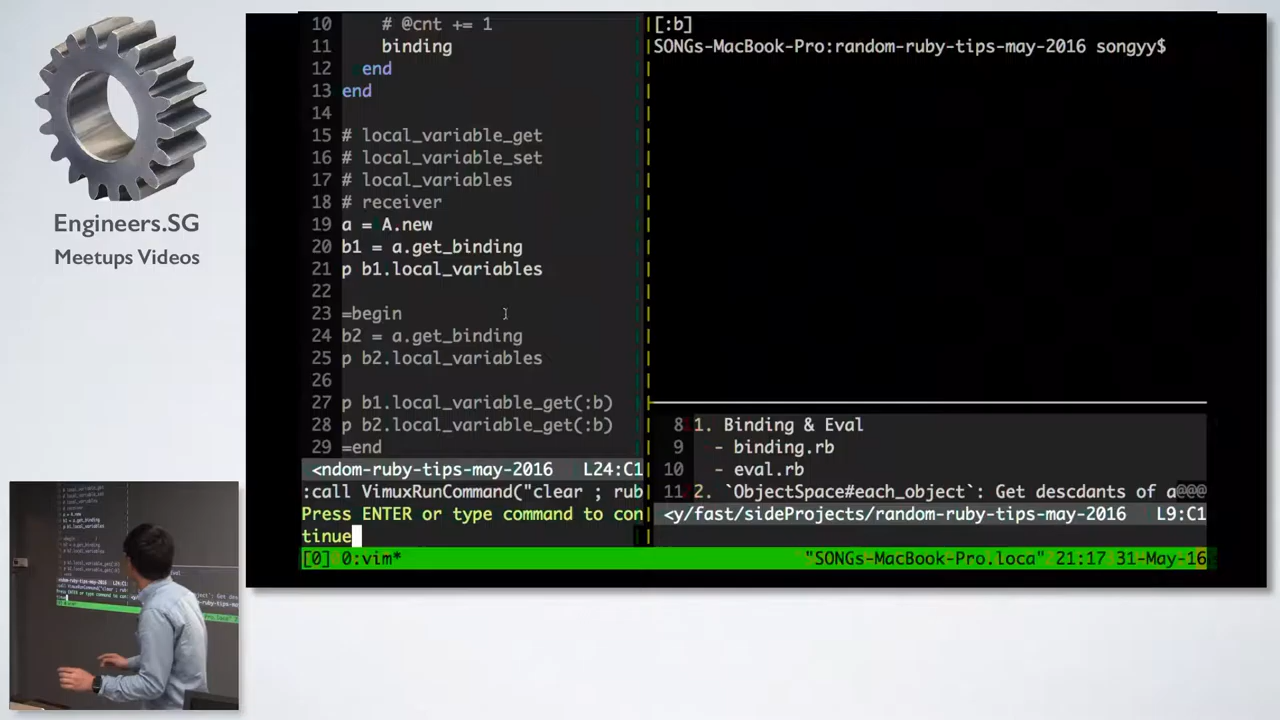 Engineers.SG
Meetups Videos
10 # @cnt += 1
11 binding
12 end
13 end
14
15 # local_variable_get
16 # local_variable_set
17 # local_variables
18 # receiver
19 a = A.new
20 b1 = a.get_binding
21 p b1.local_variables
22
23 =begin
24 b2 = a.get_binding
25 p b2.local_variables
26
27 p b1.local_variable_get(:b)
28 p b2.local_variable_get(:b)
29 =end
<ndom-ruby-tips-may-2016 L24:C1
:call VimuxRunCommand("clear ; rub
Press ENTER or type command to con
tinue
[:b]
SONGs-MacBook-Pro:random-ruby-tips-may-2016 songyy$
8 1. Binding & Eval
9 - binding.rb
10 - eval.rb
11 2. `ObjectSpace#each_object`: Get descdants of a@@@
<y/fast/sideProjects/random-ruby-tips-may-2016 L9:C1
[0] 0:vim* "SONGs-MacBook-Pro.loca" 21:17 31-May-16